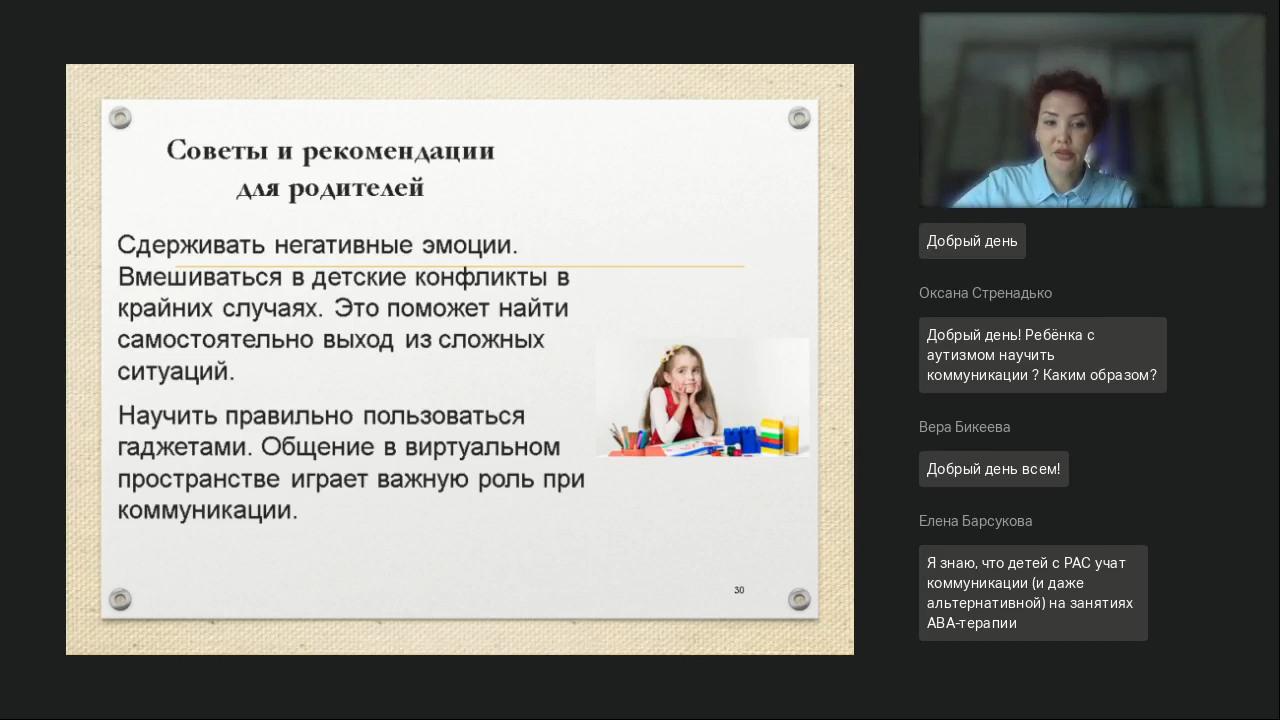 Советы и рекомендации
для родителей
Сдерживать негативные эмоции.
Вмешиваться в детские конфликты в
крайних случаях. Это поможет найти
самостоятельно выход из сложных
ситуаций.
Научить правильно пользоваться
гаджетами. Общение в виртуальном
пространстве играет важную роль при
коммуникации.
30
Добрый день
Оксана Стренадько
Добрый день! Ребёнка с
аутизмом научить
коммуникации ? Каким образом?
Вера Бикеева
Добрый день всем!
Елена Барсукова
Я знаю, что детей с РАС учат
коммуникации (и даже
альтернативной) на занятиях
АВА-терапии